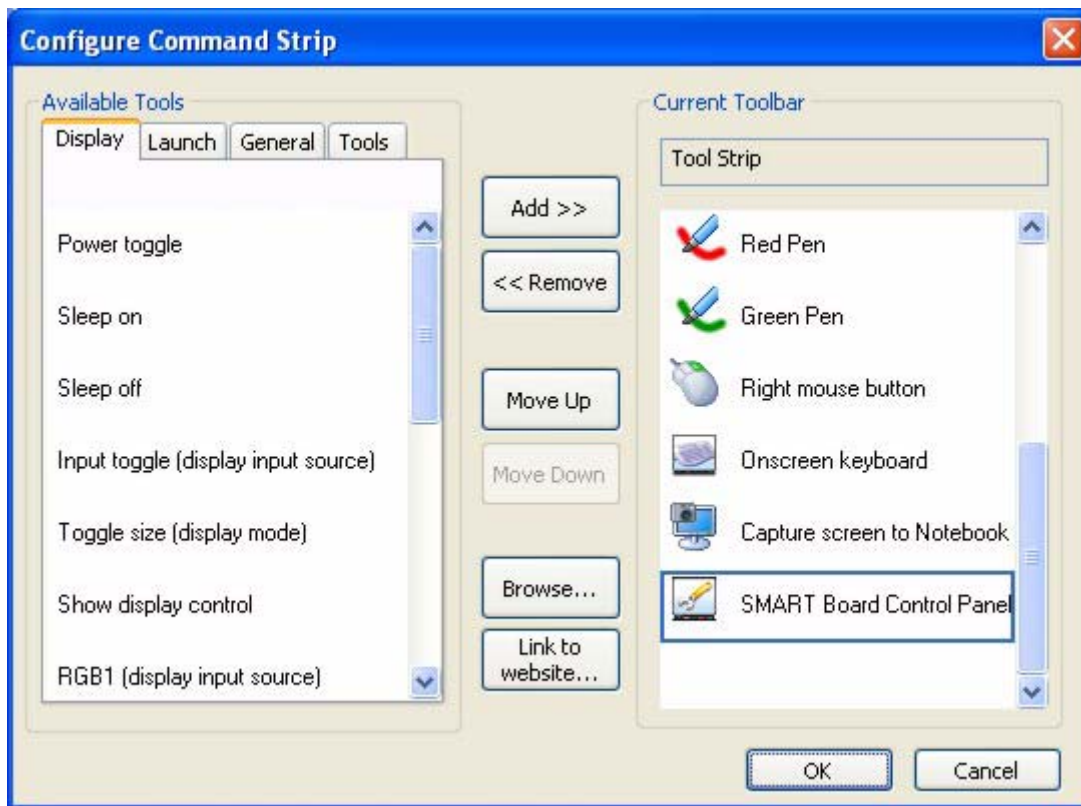 Configure Command Strip
Available Tools
Display
Launch
General
Tools
Power toggle
Sleep on
Sleep off
Input toggle (display input source)
Toggle size (display mode)
Show display control
RGB1 (display input source)
Add >>
<< Remove
Move Up
Move Down
Browse...
Link to
website...
Current Toolbar
Tool Strip
Red Pen
Green Pen
Right mouse button
Onscreen keyboard
Capture screen to Notebook
SMART Board Control Panel
OK
Cancel